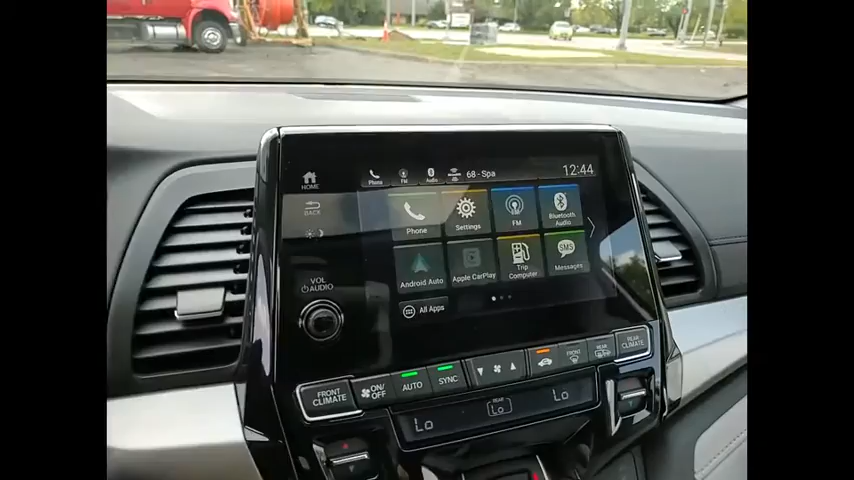 HOME
Phone FM Audio 68-Spa 12:44
BACK
Phone Settings FM Bluetooth Audio
Android Auto Apple CarPlay Trip Computer Messages
SMS
All Apps
VOL
AUDIO
FRONT CLIMATE ON/OFF AUTO SYNC FRONT REAR REAR CLIMATE
REAR
Lo Lo Lo